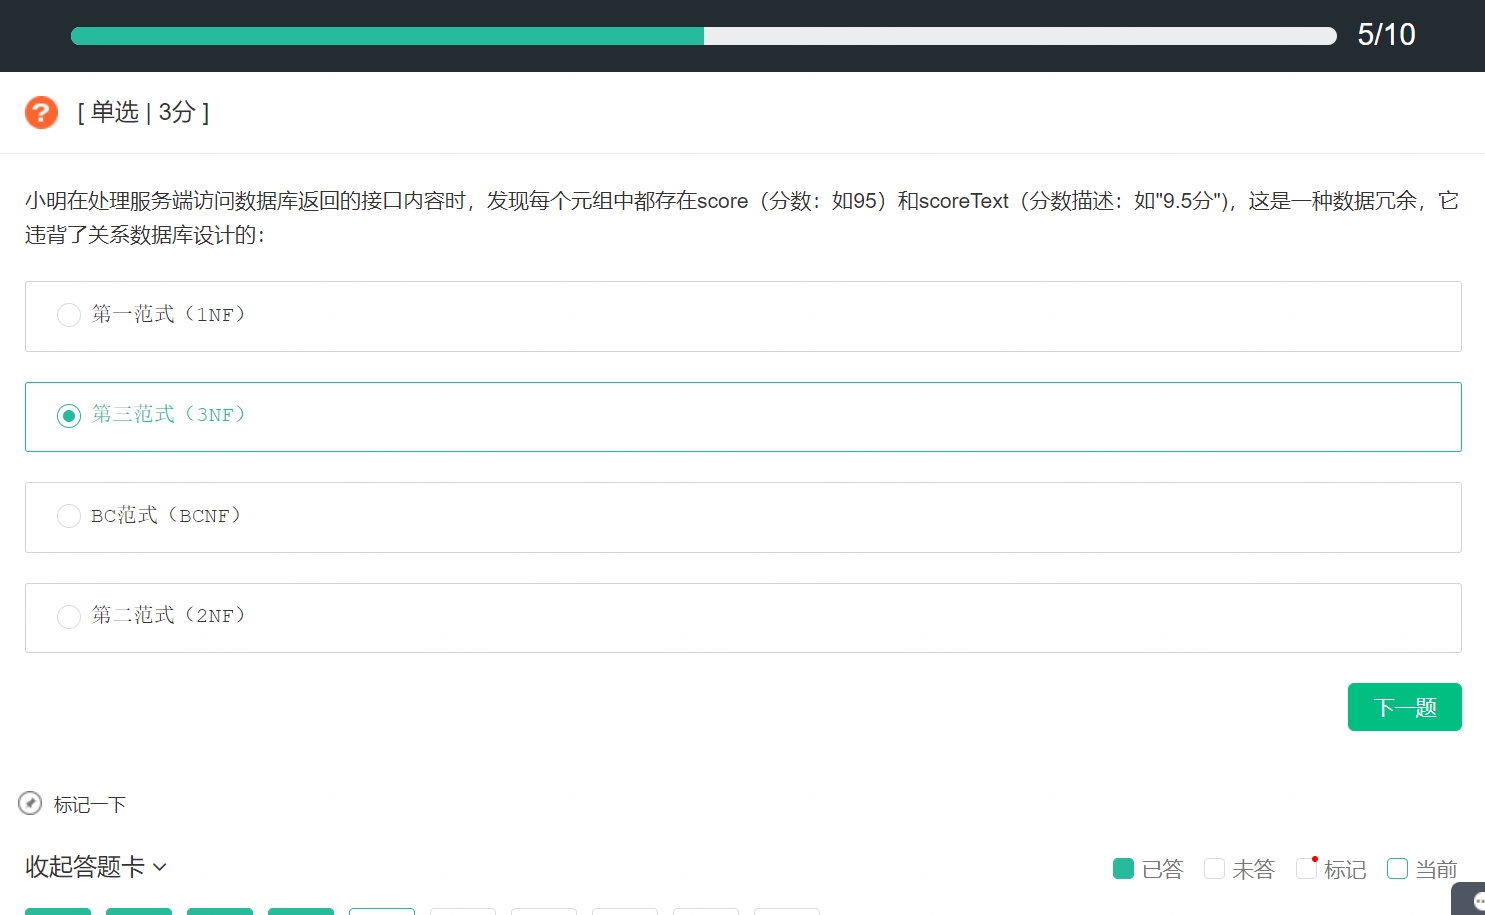 5/10
[ 单选 | 3分 ]
小明在处理服务端访问数据库返回的接口内容时，发现每个元组中都存在score（分数：如95）和scoreText（分数描述：如"9.5分")，这是一种数据冗余，它
违背了关系数据库设计的：
第一范式（1NF）
第三范式（3NF）
BC范式（BCNF）
第二范式（2NF）
下一题
标记一下
收起答题卡
已答 未答 标记 当前